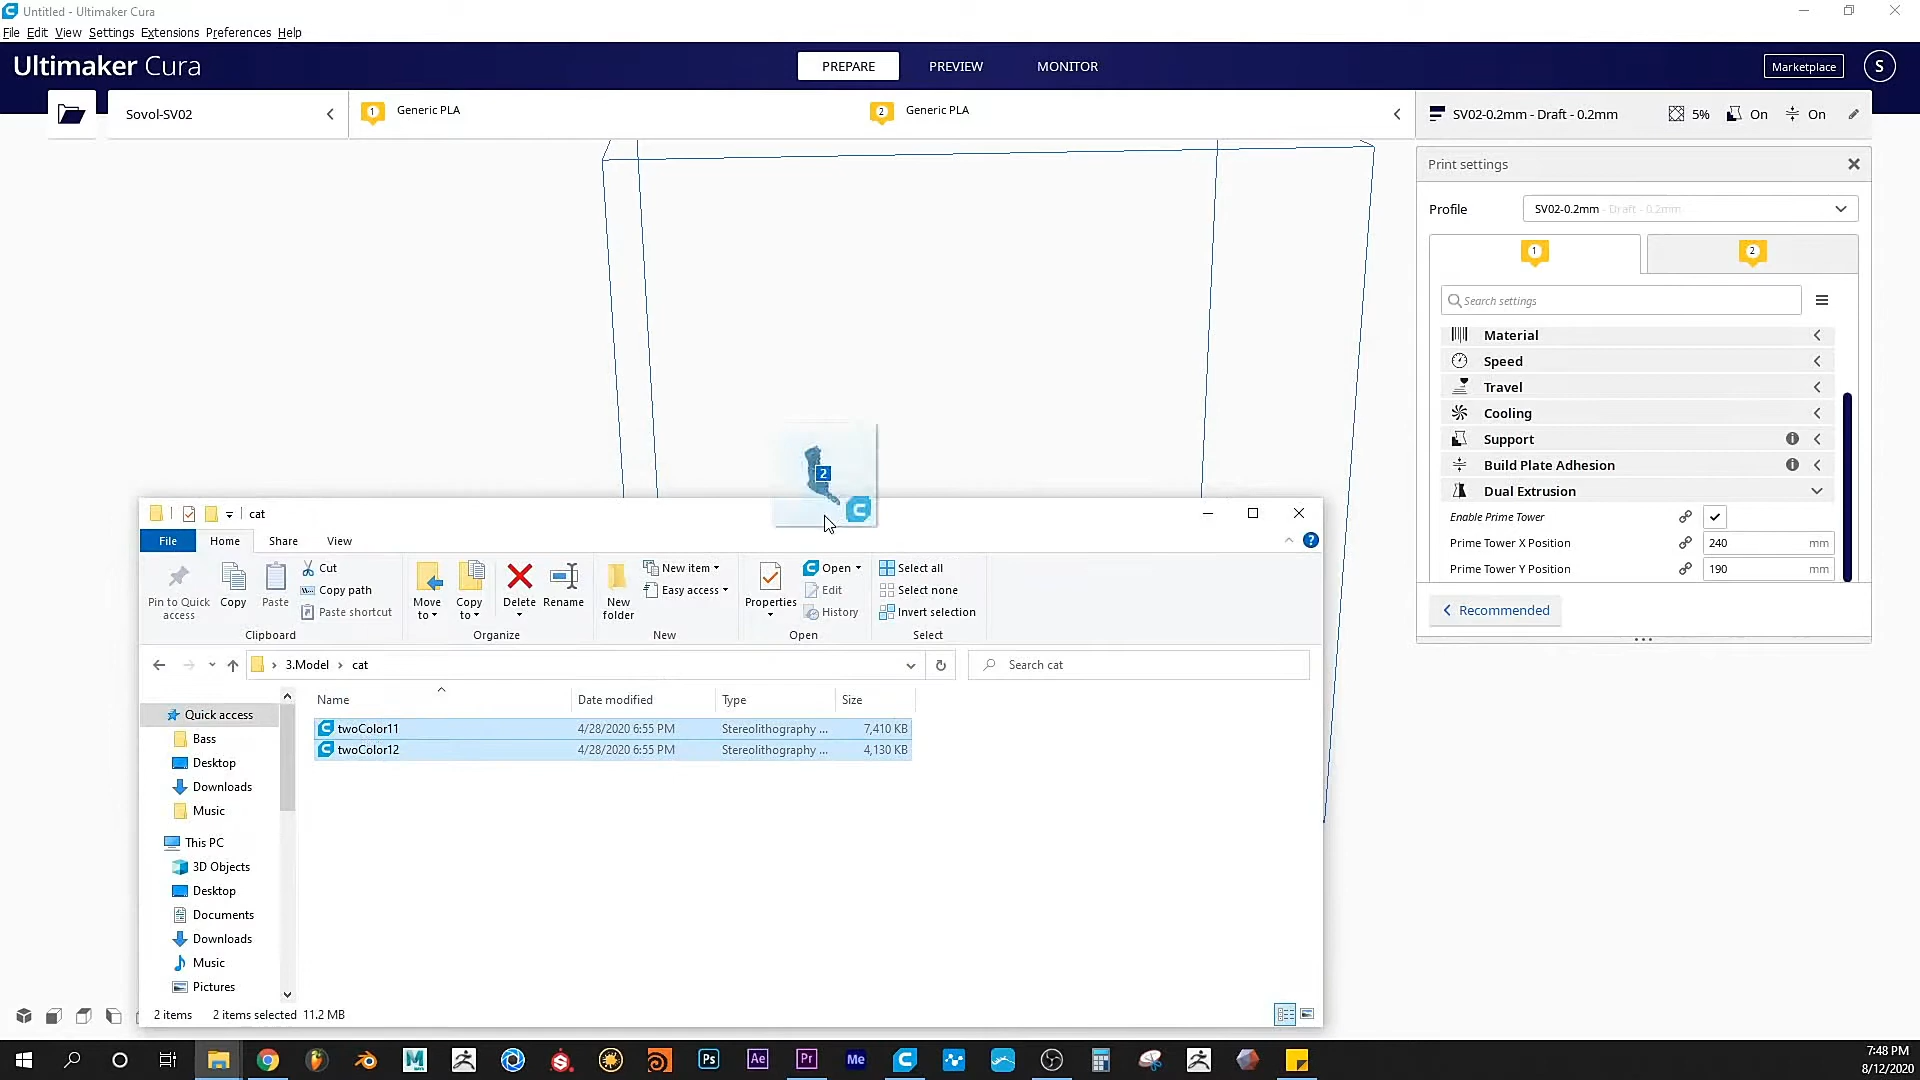 Untitled - Ultimaker Cura
File Edit View Settings Extensions Preferences Help
Ultimaker Cura
PREPARE
PREVIEW
MONITOR
Marketplace
S
Sovol-SV02
1
Generic PLA
2
Generic PLA
SV02-0.2mm - Draft - 0.2mm
5%
On
On
Print settings
Profile
SV02-0.2mm - Draft - 0.2mm
1
2
Search settings
Material
Speed
Travel
Cooling
Support
Build Plate Adhesion
Dual Extrusion
Enable Prime Tower
Prime Tower X Position
240 mm
Prime Tower Y Position
190 mm
Recommended
2
cat
File
Home
Share
View
Pin to Quick access
Copy
Paste
Cut
Copy path
Paste shortcut
Clipboard
Move to
Copy to
Delete
Rename
Organize
New folder
New item
Easy access
New
Properties
Open
Edit
History
Open
Select all
Select none
Invert selection
Select
3.Model > cat
Search cat
Name
Date modified
Type
Size
twoColor11 4/28/2020 6:55 PM Stereolithography ... 7,410 KB
twoColor12 4/28/2020 6:55 PM Stereolithography ... 4,130 KB
Quick access
Bass
Desktop
Downloads
Music
This PC
3D Objects
Desktop
Documents
Downloads
Music
Pictures
2 items 2 items selected 11.2 MB
Ps
Ae
Pr
Me
7:48 PM
8/12/2020